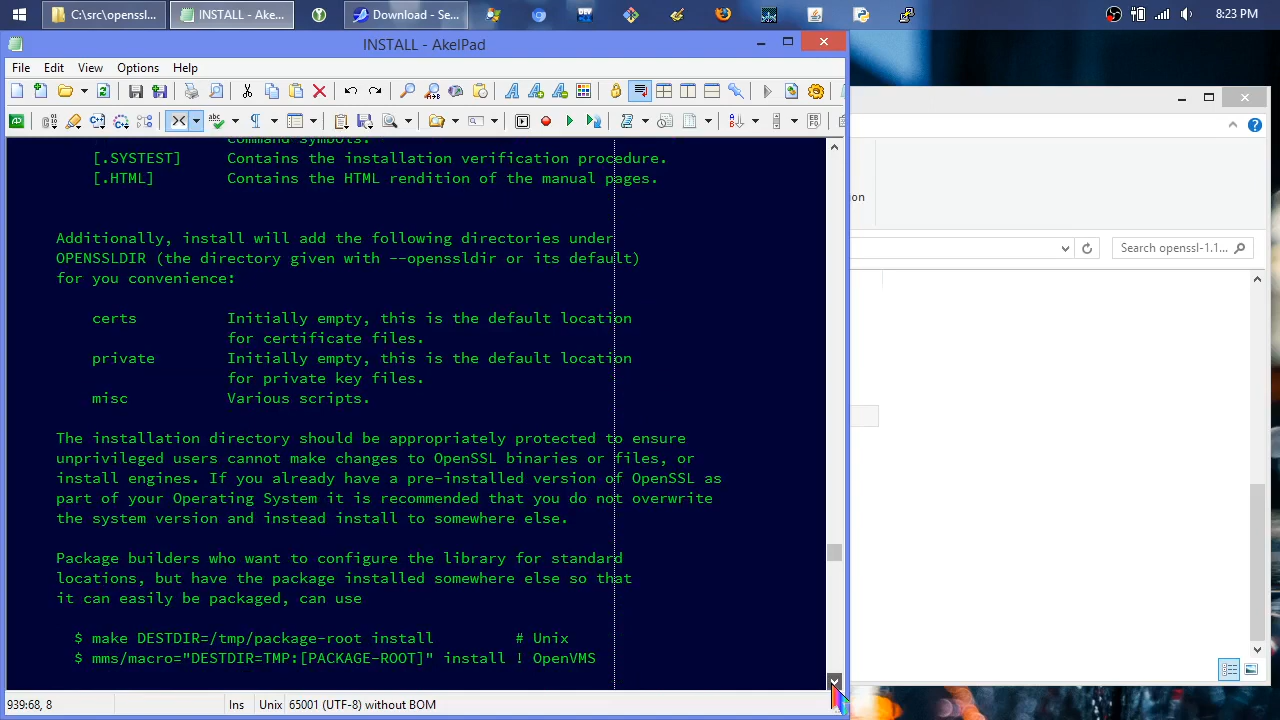 C:\src\openssl...
INSTALL - Ake...
Download - Se...
8:23 PM
INSTALL - AkelPad
File Edit View Options Help
[.SYSTEST] Contains the installation verification procedure.
[.HTML] Contains the HTML rendition of the manual pages.
Additionally, install will add the following directories under
OPENSSLDIR (the directory given with --openssldir or its default)
for you convenience:
certs Initially empty, this is the default location
for certificate files.
private Initially empty, this is the default location
for private key files.
misc Various scripts.
The installation directory should be appropriately protected to ensure
unprivileged users cannot make changes to OpenSSL binaries or files, or
install engines. If you already have a pre-installed version of OpenSSL as
part of your Operating System it is recommended that you do not overwrite
the system version and instead install to somewhere else.
Package builders who want to configure the library for standard
locations, but have the package installed somewhere else so that
it can easily be packaged, can use
$ make DESTDIR=/tmp/package-root install # Unix
$ mms/macro="DESTDIR=TMP:[PACKAGE-ROOT]" install ! OpenVMS
939:68, 8 Ins Unix 65001 (UTF-8) without BOM
on
Search openssl-1.1...